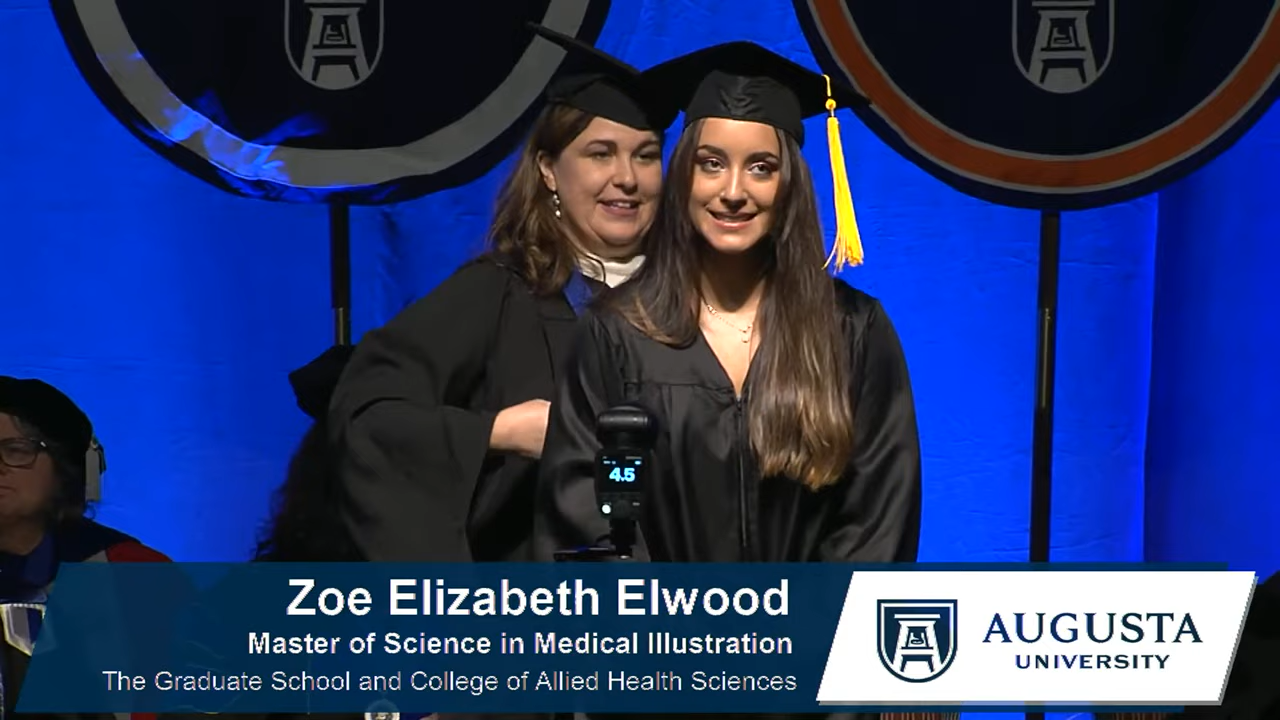 4.5
Zoe Elizabeth Elwood
Master of Science in Medical Illustration
The Graduate School and College of Allied Health Sciences
AUGUSTA
UNIVERSITY